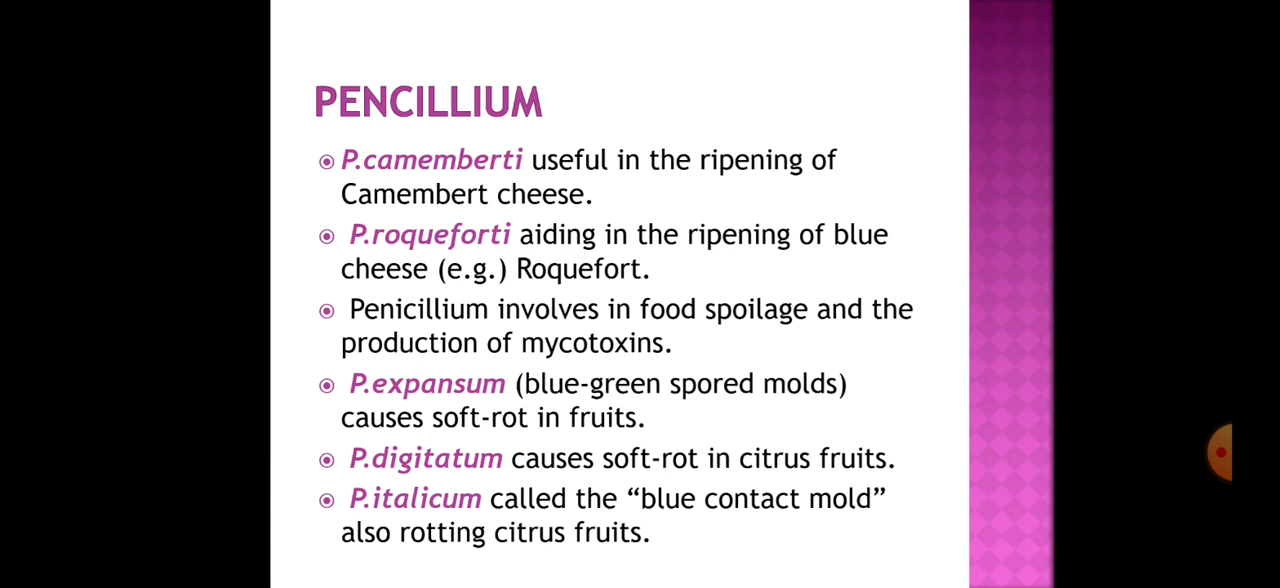 PENCILLIUM
P.camemberti useful in the ripening of
Camembert cheese.
P.roqueforti aiding in the ripening of blue
cheese (e.g.) Roquefort.
Penicillium involves in food spoilage and the
production of mycotoxins.
P.expansum (blue-green spored molds)
causes soft-rot in fruits.
P.digitatum causes soft-rot in citrus fruits.
P.italicum called the “blue contact mold”
also rotting citrus fruits.